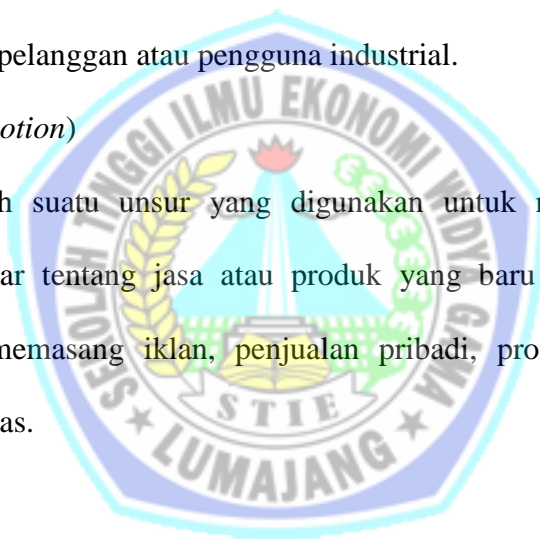 pelanggan atau pengguna industrial.
otion)
h suatu unsur yang digunakan untuk
ar tentang jasa atau produk yang baru
memasang iklan, penjualan pribadi, pro
as.
SEKOLAH TINGGI ILMU EKONOMI WIDYA GAMA
STIE
LUMAJANG